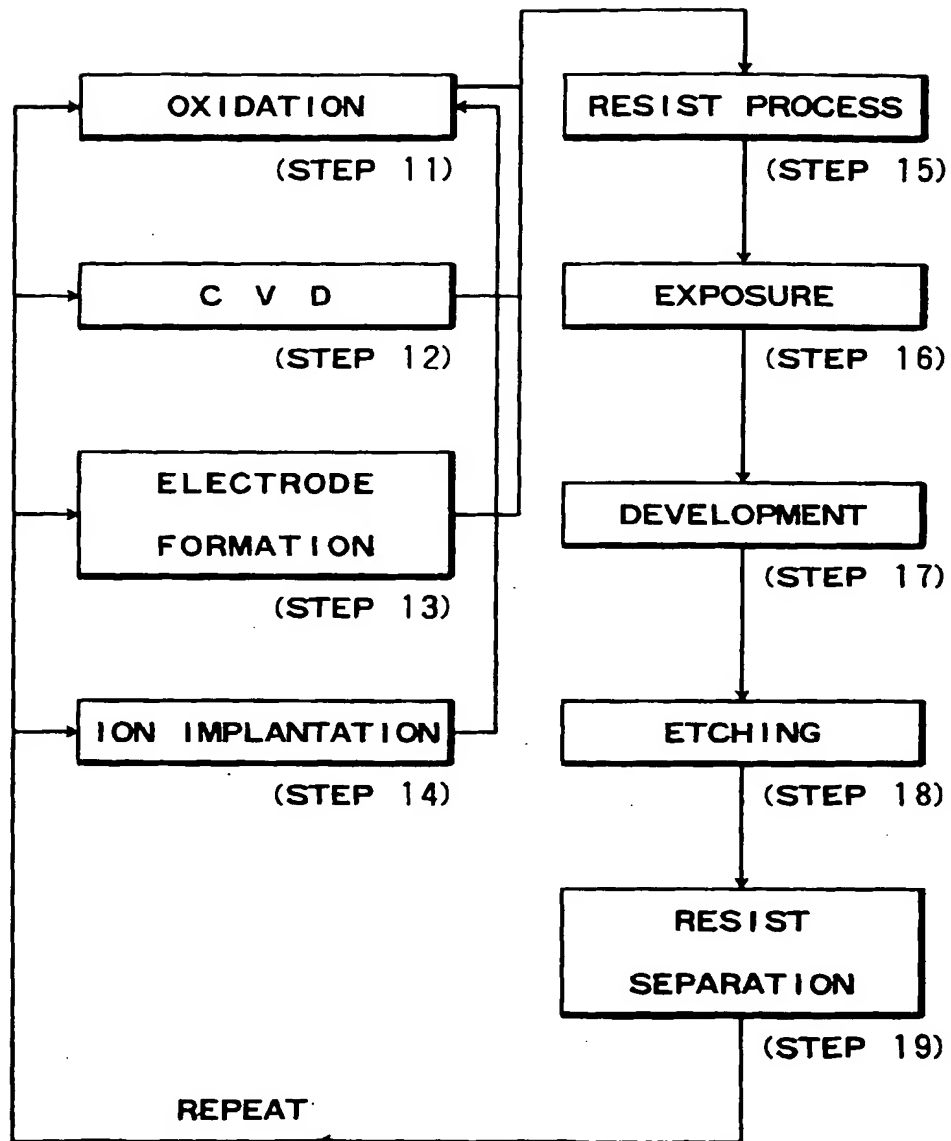 OXIDATION
(STEP 11)
C V D
(STEP 12)
ELECTRODE
FORMATION
(STEP 13)
ION IMPLANTATION
(STEP 14)
RESIST PROCESS
(STEP 15)
EXPOSURE
(STEP 16)
DEVELOPMENT
(STEP 17)
ETCHING
(STEP 18)
RESIST
SEPARATION
(STEP 19)
REPEAT